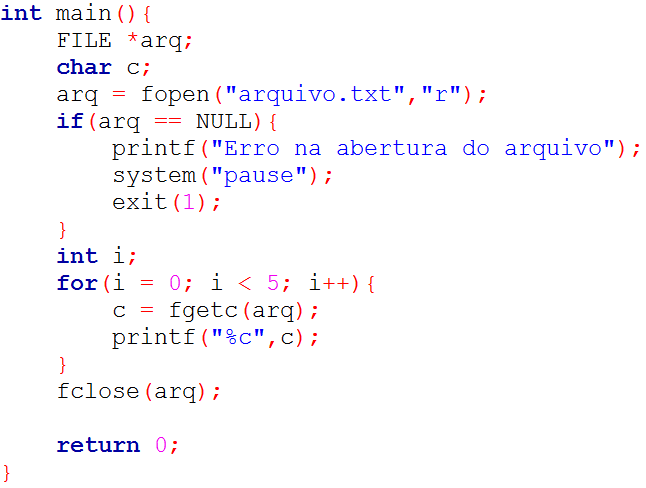 int main(){
    FILE *arq;
    char c;
    arq = fopen("arquivo.txt","r");
    if(arq == NULL){
        printf("Erro na abertura do arquivo");
        system("pause");
        exit(1);
    }
    int i;
    for(i = 0; i < 5; i++){
        c = fgetc(arq);
        printf("%c",c);
    }
    fclose(arq);

    return 0;
}